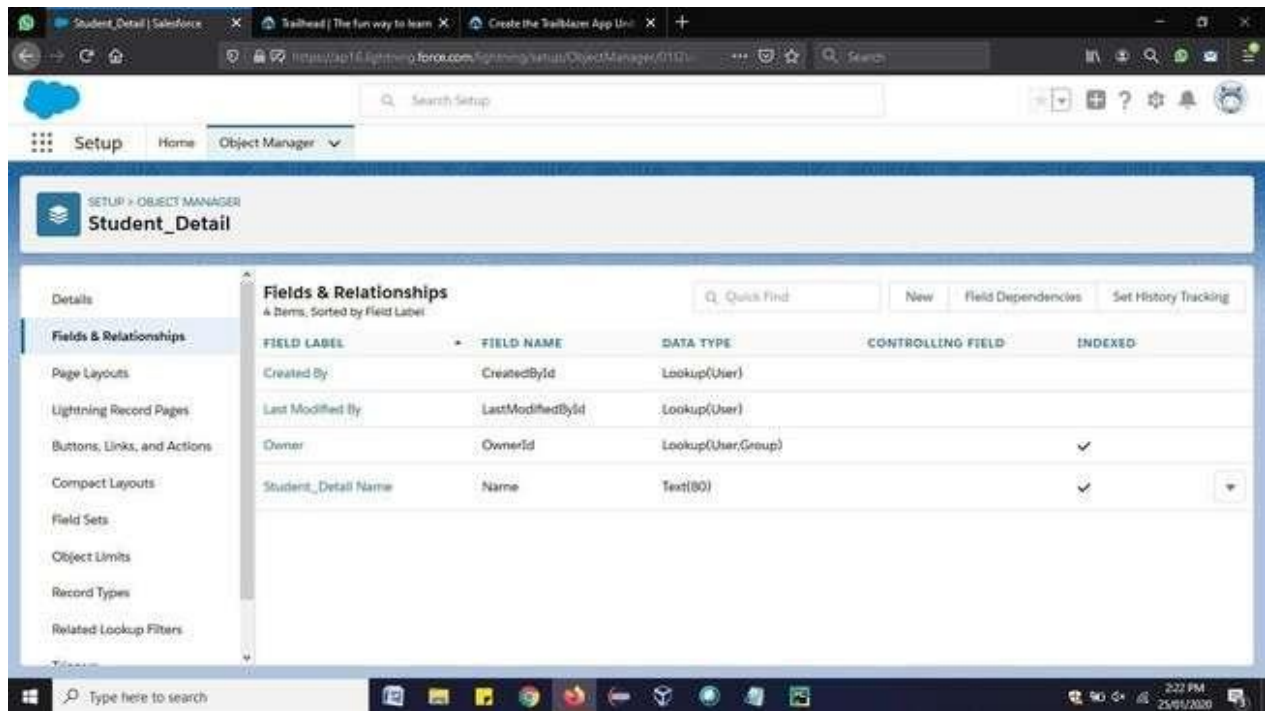 Student_Detail | Salesforce
Trailhead | The fun way to learn
Create the Trailblazer App Uni
Search
Search Setup
Setup
Home
Object Manager
SETUP > OBJECT MANAGER
Student_Detail
Details
Fields & Relationships
Page Layouts
Lightning Record Pages
Buttons, Links, and Actions
Compact Layouts
Field Sets
Object Limits
Record Types
Related Lookup Filters
Fields & Relationships
4 Items, Sorted by Field Label
Quick Find
New
Field Dependencies
Set History Tracking
FIELD LABEL FIELD NAME DATA TYPE CONTROLLING FIELD INDEXED
Created By CreatedById Lookup(User)
Last Modified By LastModifiedById Lookup(User)
Owner OwnerId Lookup(User,Group)
Student_Detail Name Name Text(80)
Type here to search
2:22 PM
25/01/2020